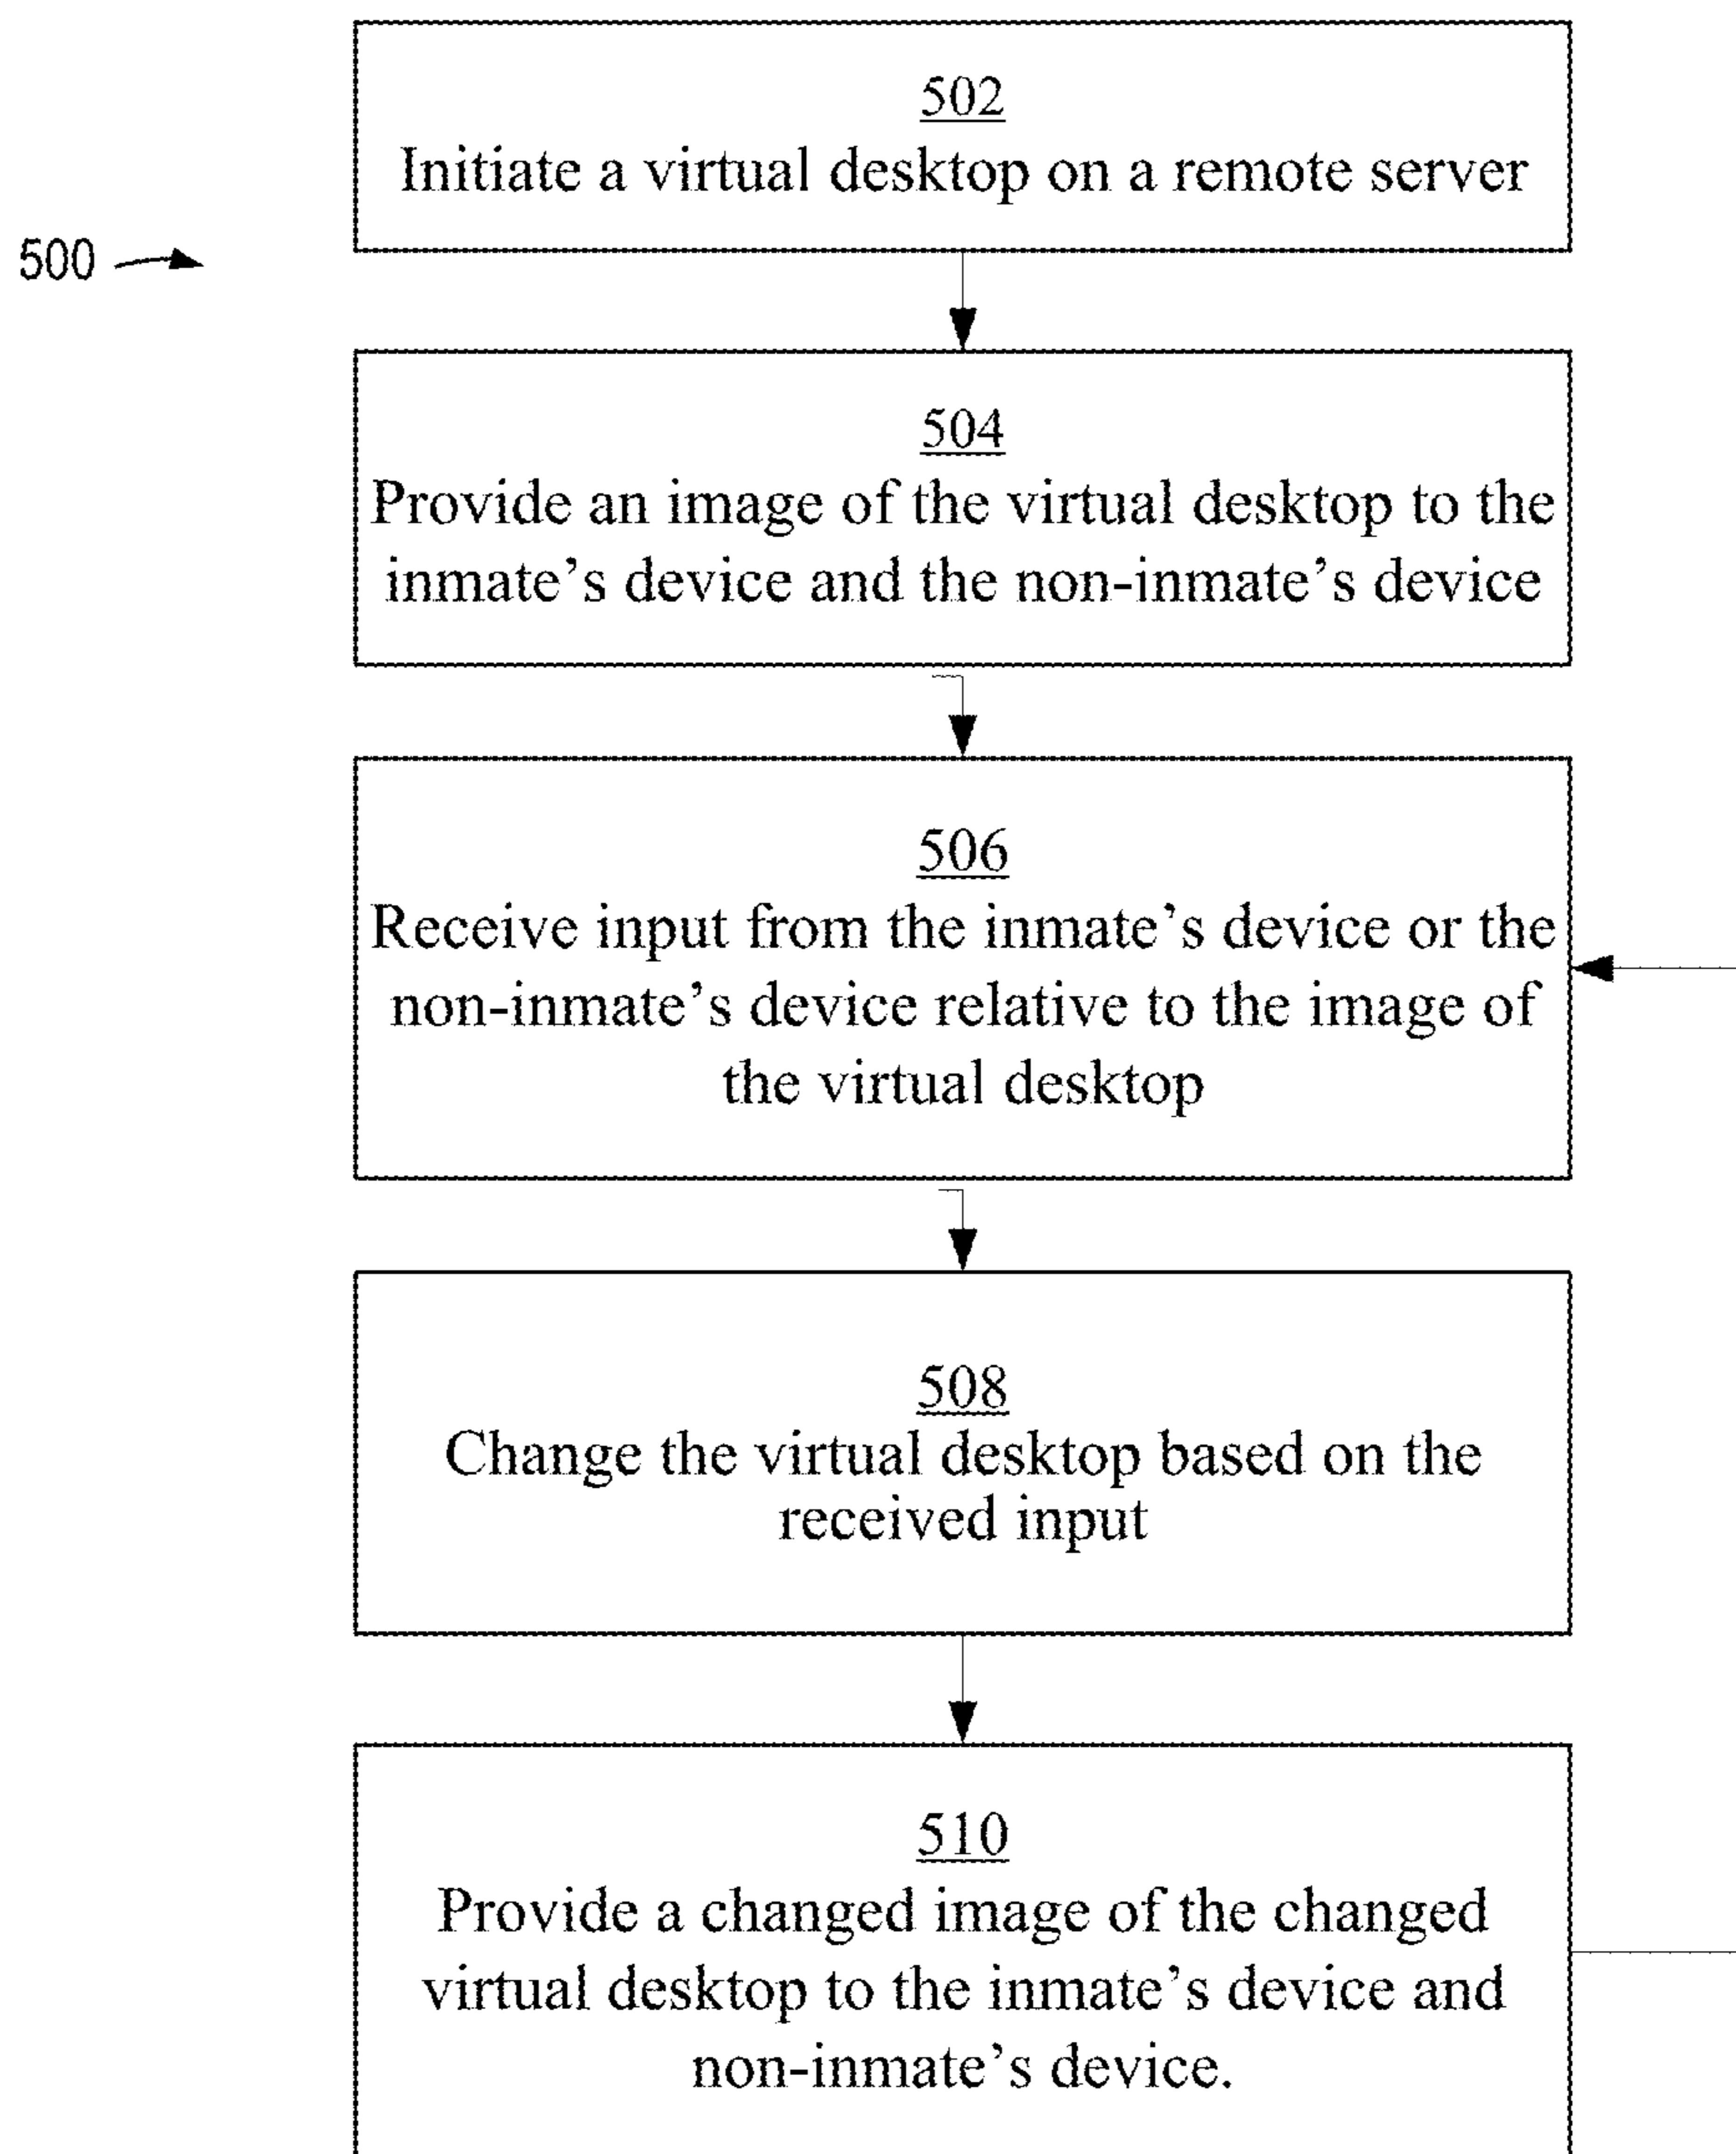 502
Initiate a virtual desktop on a remote server
500
504
Provide an image of the virtual desktop to the
inmate’s device and the non-inmate’s device
506
Receive input from the inmate’s device or the
non-inmate’s device relative to the image of
the virtual desktop
508
Change the virtual desktop based on the
received input
510
Provide a changed image of the changed
virtual desktop to the inmate’s device and
non-inmate’s device.